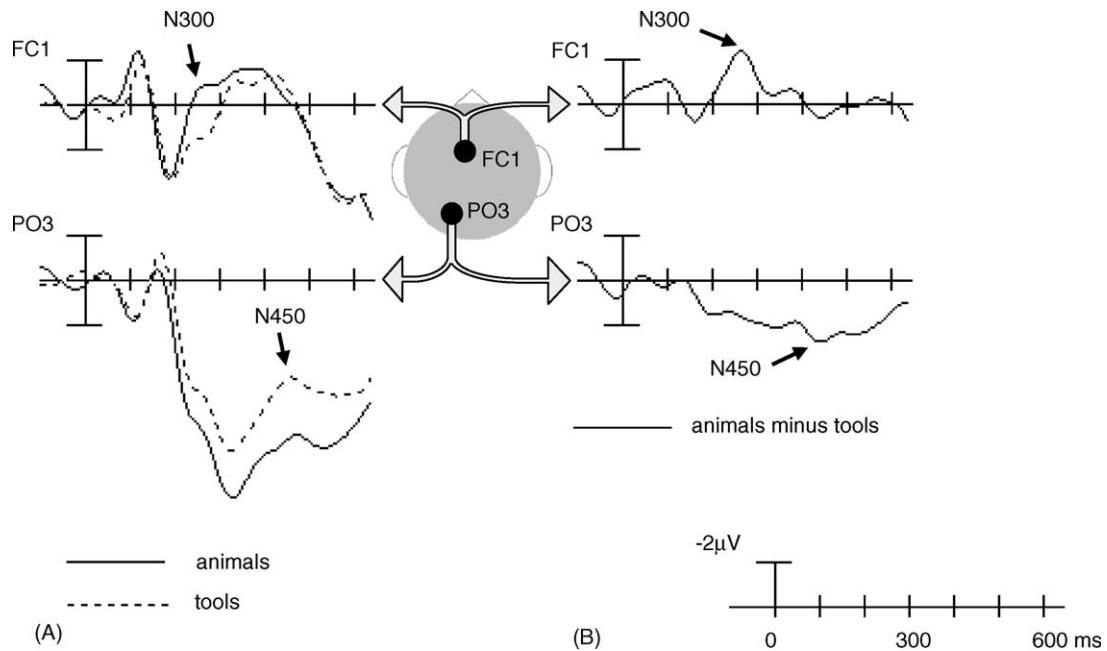 N300
FC1
N300
FC1
FC1
PO3
PO3
PO3
N450
N450
animals minus tools
animals
tools
-2µV
0 300 600 ms
(A)
(B)